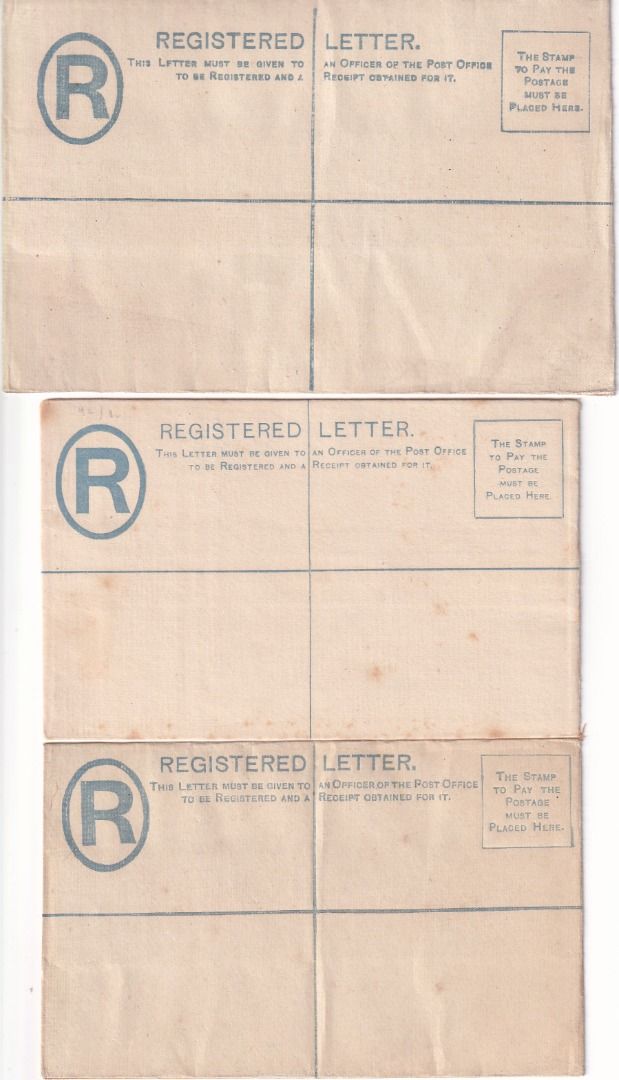 R
REGISTERED LETTER.
THIS LETTER MUST BE GIVEN TO AN OFFICER OF THE POST OFFICE
TO BE REGISTERED AND A RECEIPT OBTAINED FOR IT.
THE STAMP
TO PAY THE
POSTAGE
MUST BE
PLACED HERE.
R
REGISTERED LETTER.
THIS LETTER MUST BE GIVEN TO AN OFFICER OF THE POST OFFICE
TO BE REGISTERED AND A RECEIPT OBTAINED FOR IT.
THE STAMP
TO PAY THE
POSTAGE
MUST BE
PLACED HERE.
R
REGISTERED LETTER.
THIS LETTER MUST BE GIVEN TO AN OFFICER OF THE POST OFFICE
TO BE REGISTERED AND A RECEIPT OBTAINED FOR IT.
THE STAMP
TO PAY THE
POSTAGE
MUST BE
PLACED HERE.